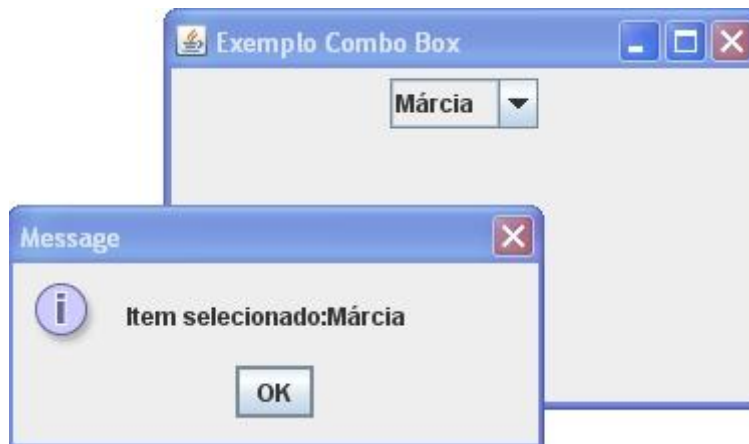 Exemplo Combo Box
Márcia
Message
Item selecionado:Márcia
OK